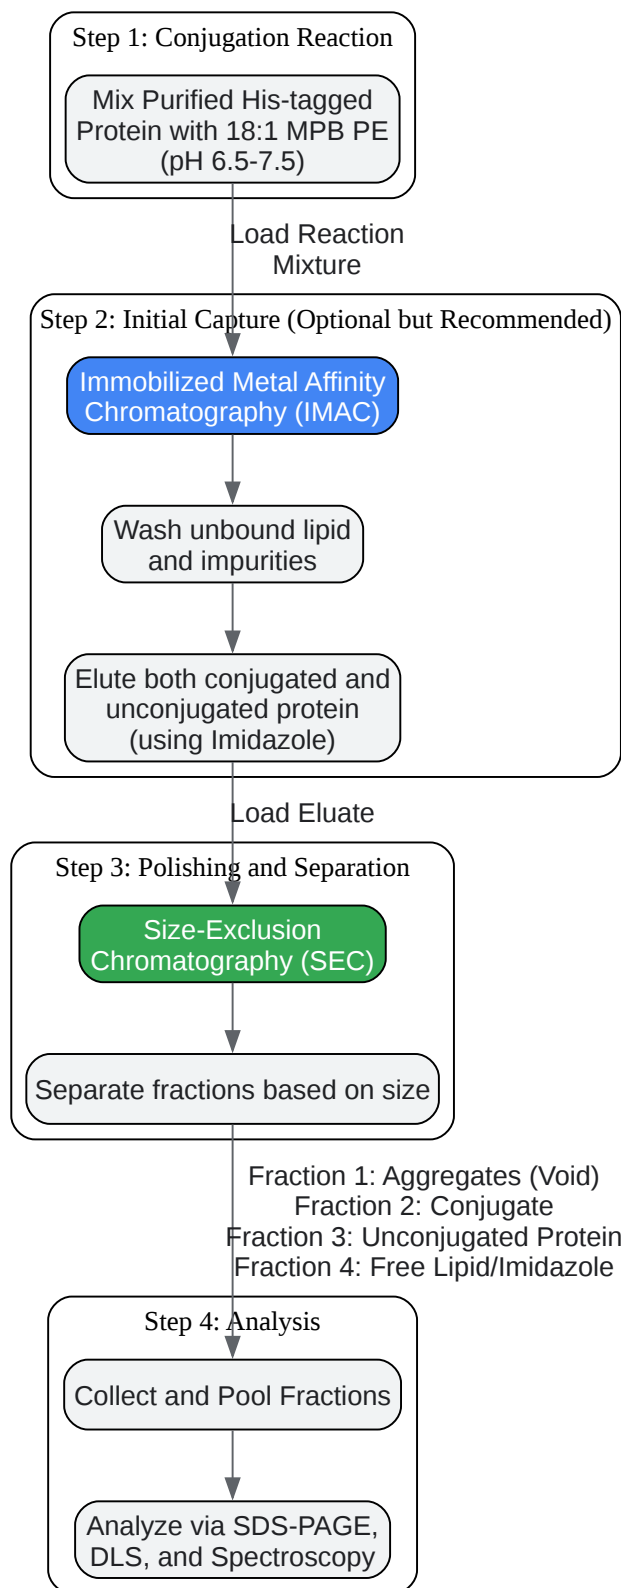 Step 1: Conjugation Reaction
Mix Purified His-tagged
Protein with 18:1 MPB PE
(pH 6.5-7.5)
Load Reaction
Mixture
Step 2: Initial Capture (Optional but Recommended)
Immobilized Metal Affinity
Chromatography (IMAC)
Wash unbound lipid
and impurities
Elute both conjugated and
unconjugated protein
(using Imidazole)
Load Eluate
Step 3: Polishing and Separation
Size-Exclusion
Chromatography (SEC)
Separate fractions based on size
Fraction 1: Aggregates (Void)
Fraction 2: Conjugate
Fraction 3: Unconjugated Protein
Fraction 4: Free Lipid/Imidazole
Step 4: Analysis
Collect and Pool Fractions
Analyze via SDS-PAGE,
DLS, and Spectroscopy